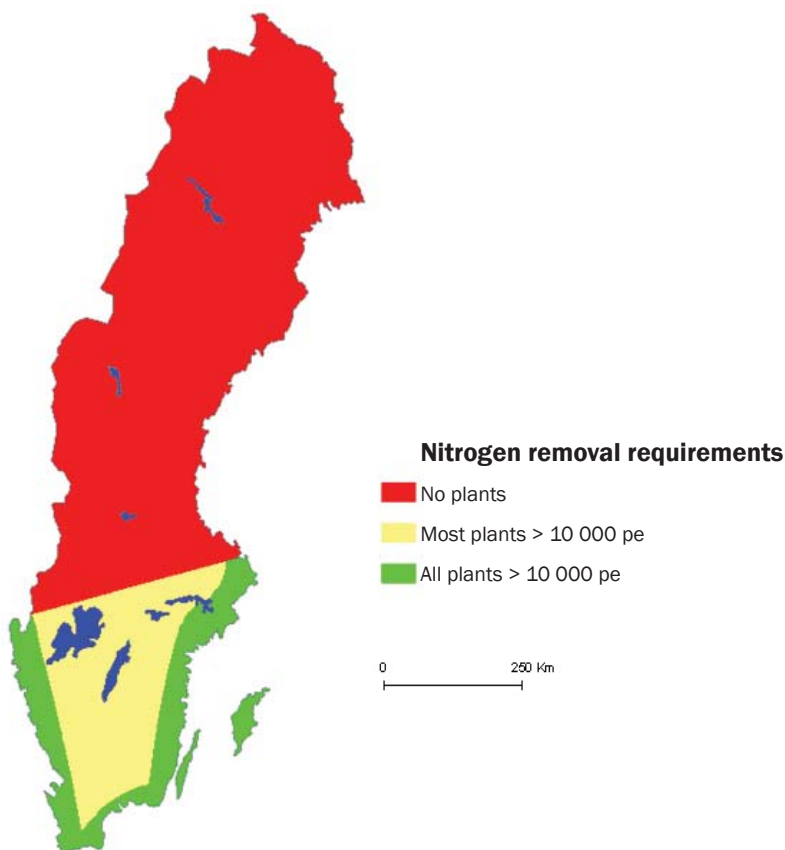 Nitrogen removal requirements
No plants
Most plants > 10 000 pe
All plants > 10 000 pe
0 250 Km